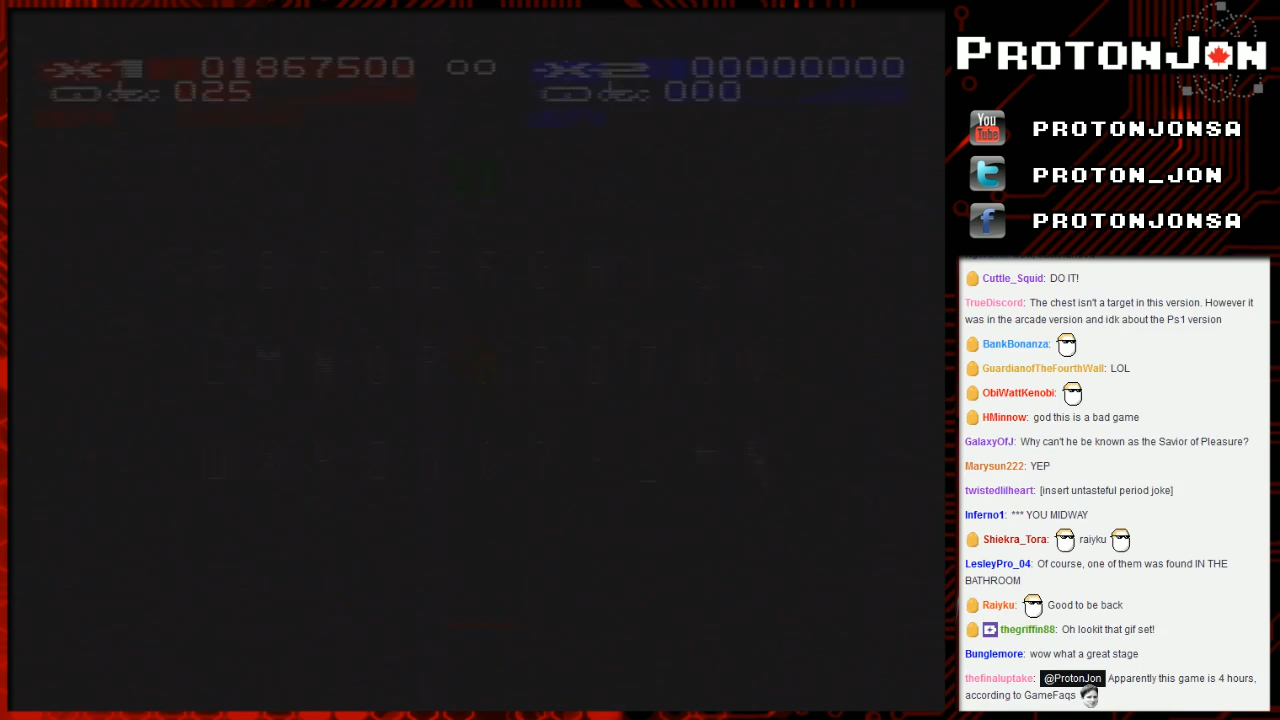 PROTONJON
01867500
00000000
025
000
You Tube PROTONJONSA
PROTON_JON
f PROTONJONSA
Cuttle_Squid: DO IT!
TrueDiscord: The chest isn't a target in this version. However it
was in the arcade version and idk about the Ps1 version
BankBonanza:
GuardianofTheFourthWall: LOL
ObiWattKenobi:
HMinnow: god this is a bad game
GalaxyOfJ: Why can't he be known as the Savior of Pleasure?
Marysun222: YEP
twistedlilheart: [insert untasteful period joke]
Inferno1: *** YOU MIDWAY
Shiekra_Tora: raiyku
LesleyPro_04: Of course, one of them was found IN THE
BATHROOM
Raiyku: Good to be back
thegriffin88: Oh lookit that gif set!
Bunglemore: wow what a great stage
thefinaluptake: @ProtonJon Apparently this game is 4 hours,
according to GameFaqs